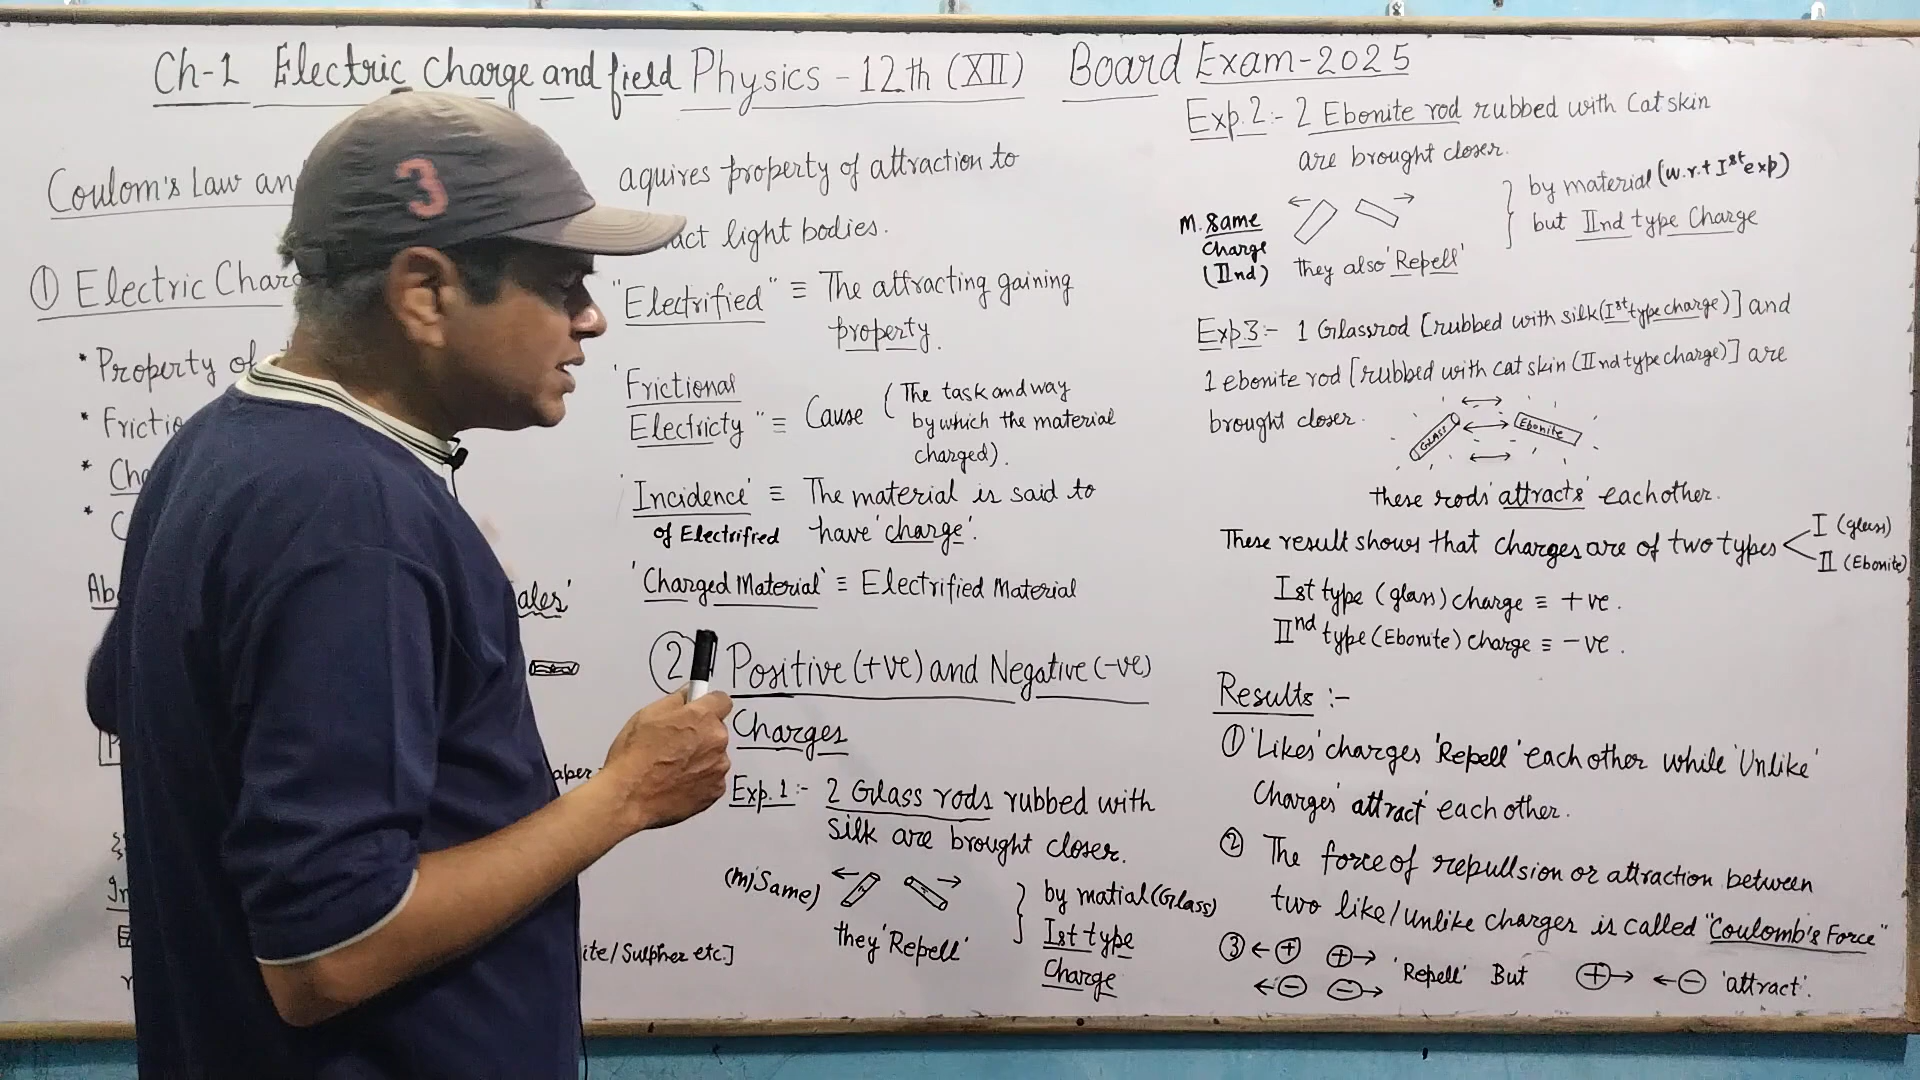 Ch-1 Electric charge and field Physics - 12th (XII) Board Exam-2025
Coulom's Law an
① Electric Char
* Property of
* Frictio
* Cha
* C
Ab
ales'
aper
ite/Sulpher etc.]
3
aquires property of attraction to
act light bodies.
"Electrified" ≡ The attracting gaining
property.
'Frictional
Electricty" ≡ Cause (The task and way
by which the material
charged).
'Incidence' ≡ The material is said to
of Electrified have 'charge'.
'Charged Material' ≡ Electrified Material
② Positive (+ve) and Negative (-ve)
Charges
Exp. 1:- 2 Glass rods rubbed with
silk are brought closer.
(m)Same)
they 'Repell'
} by matial (Glass)
Ist type
Charge
Exp. 2:- 2 Ebonite rod rubbed with Cat skin
are brought closer.
M. Same
Charge
(IInd) they also 'Repell'
} by material (w.r.t Ist exp)
but IInd type Charge
Exp.3:- 1 Glassrod [rubbed with silk (Ist type charge)] and
1 ebonite rod [rubbed with cat skin (IInd type charge)] are
brought closer.
GLASS Ebonite
these rods 'attracts' eachother.
These result shows that charges are of two types < I (glass)
II (Ebonite)
Ist type (glass) charge ≡ +ve.
IInd type (Ebonite) charge ≡ -ve.
Results :-
① 'Likes' charges 'Repell' each other while 'Unlike'
Charges 'attract' each other.
② The force of repullsion or attraction between
two like/unlike charger is called "Coulomb's Force"
③ ← ⊕ ⊕ → 'Repell' But ⊕ → ← ⊖ 'attract'.
← ⊖ ⊖ →